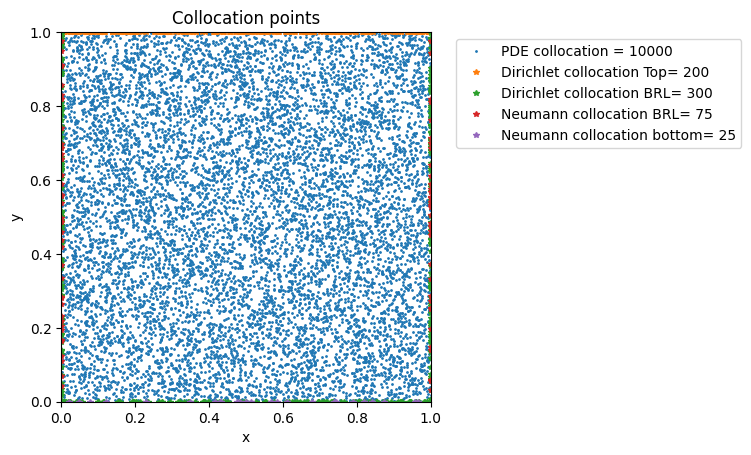 Collocation points
1.0
0.8
0.6
0.4
0.2
0.0
y
0.0 0.2 0.4 0.6 0.8 1.0
x
PDE collocation = 10000
Dirichlet collocation Top= 200
Dirichlet collocation BRL= 300
Neumann collocation BRL= 75
Neumann collocation bottom= 25